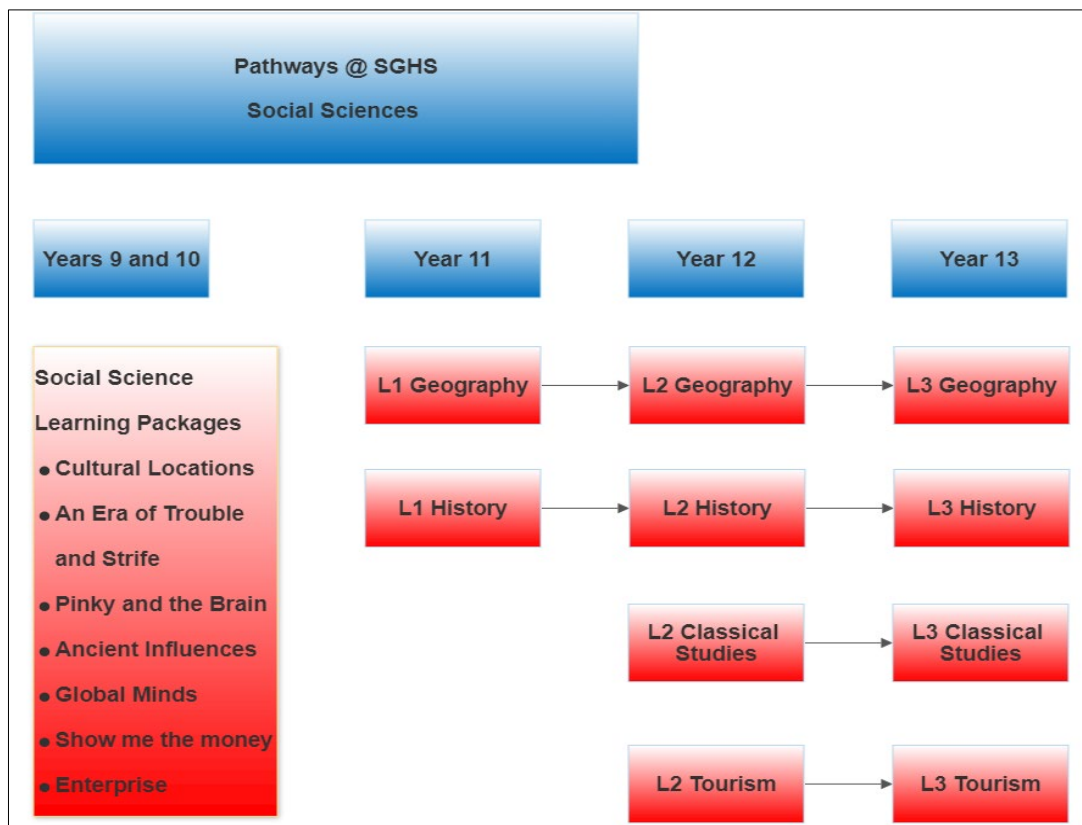 Pathways @ SGHS
Social Sciences
Years 9 and 10
Year 11
Year 12
Year 13
Social Science
Learning Packages
• Cultural Locations
• An Era of Trouble
and Strife
• Pinky and the Brain
• Ancient Influences
• Global Minds
• Show me the money
• Enterprise
L1 Geography
L2 Geography
L3 Geography
L1 History
L2 History
L3 History
L2 Classical
Studies
L3 Classical
Studies
L2 Tourism
L3 Tourism